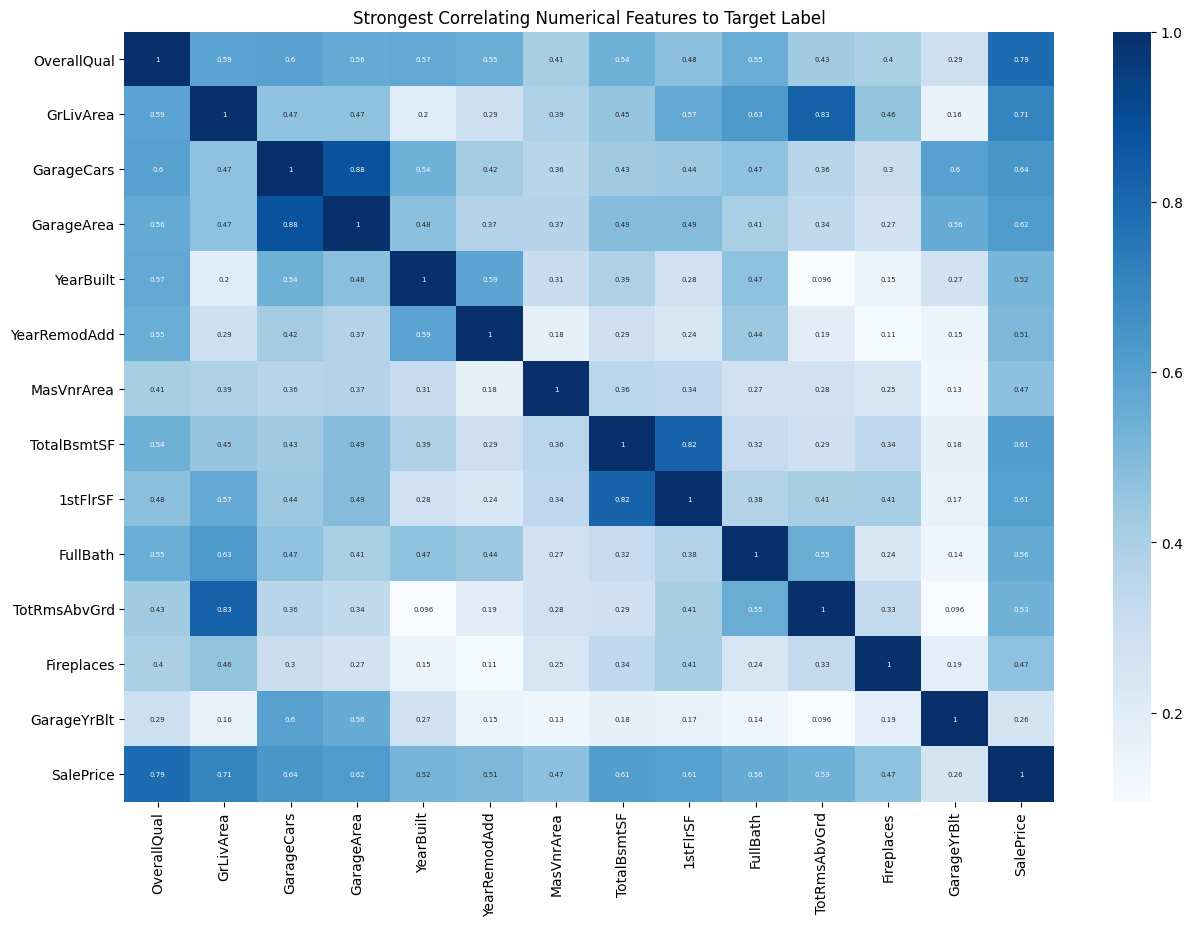 Strongest Correlating Numerical Features to Target Label
OverallQual 1 0.59 0.6 0.56 0.57 0.55 0.41 0.54 0.48 0.55 0.43 0.4 0.29 0.79
GrLivArea 0.59 1 0.47 0.47 0.2 0.29 0.39 0.45 0.57 0.63 0.83 0.46 0.16 0.71
GarageCars 0.6 0.47 1 0.88 0.54 0.42 0.36 0.43 0.44 0.47 0.36 0.3 0.6 0.64
GarageArea 0.56 0.47 0.88 1 0.48 0.37 0.37 0.49 0.49 0.41 0.34 0.27 0.56 0.62
YearBuilt 0.57 0.2 0.54 0.48 1 0.59 0.31 0.39 0.28 0.47 0.096 0.15 0.27 0.52
YearRemodAdd 0.55 0.29 0.42 0.37 0.59 1 0.18 0.29 0.24 0.44 0.19 0.11 0.15 0.51
MasVnrArea 0.41 0.39 0.36 0.37 0.31 0.18 1 0.36 0.34 0.27 0.28 0.25 0.13 0.47
TotalBsmtSF 0.54 0.45 0.43 0.49 0.39 0.29 0.36 1 0.82 0.32 0.29 0.34 0.18 0.61
1stFlrSF 0.48 0.57 0.44 0.49 0.28 0.24 0.34 0.82 1 0.38 0.41 0.41 0.17 0.61
FullBath 0.55 0.63 0.47 0.41 0.47 0.44 0.27 0.32 0.38 1 0.55 0.24 0.14 0.56
TotRmsAbvGrd 0.43 0.83 0.36 0.34 0.096 0.19 0.28 0.29 0.41 0.55 1 0.33 0.096 0.53
Fireplaces 0.4 0.46 0.3 0.27 0.15 0.11 0.25 0.34 0.41 0.24 0.33 1 0.19 0.47
GarageYrBlt 0.29 0.16 0.6 0.56 0.27 0.15 0.13 0.18 0.17 0.14 0.096 0.19 1 0.26
SalePrice 0.79 0.71 0.64 0.62 0.52 0.51 0.47 0.61 0.61 0.56 0.53 0.47 0.26 1
OverallQual
GrLivArea
GarageCars
GarageArea
YearBuilt
YearRemodAdd
MasVnrArea
TotalBsmtSF
1stFlrSF
FullBath
TotRmsAbvGrd
Fireplaces
GarageYrBlt
SalePrice
1.0
0.8
0.6
0.4
0.2